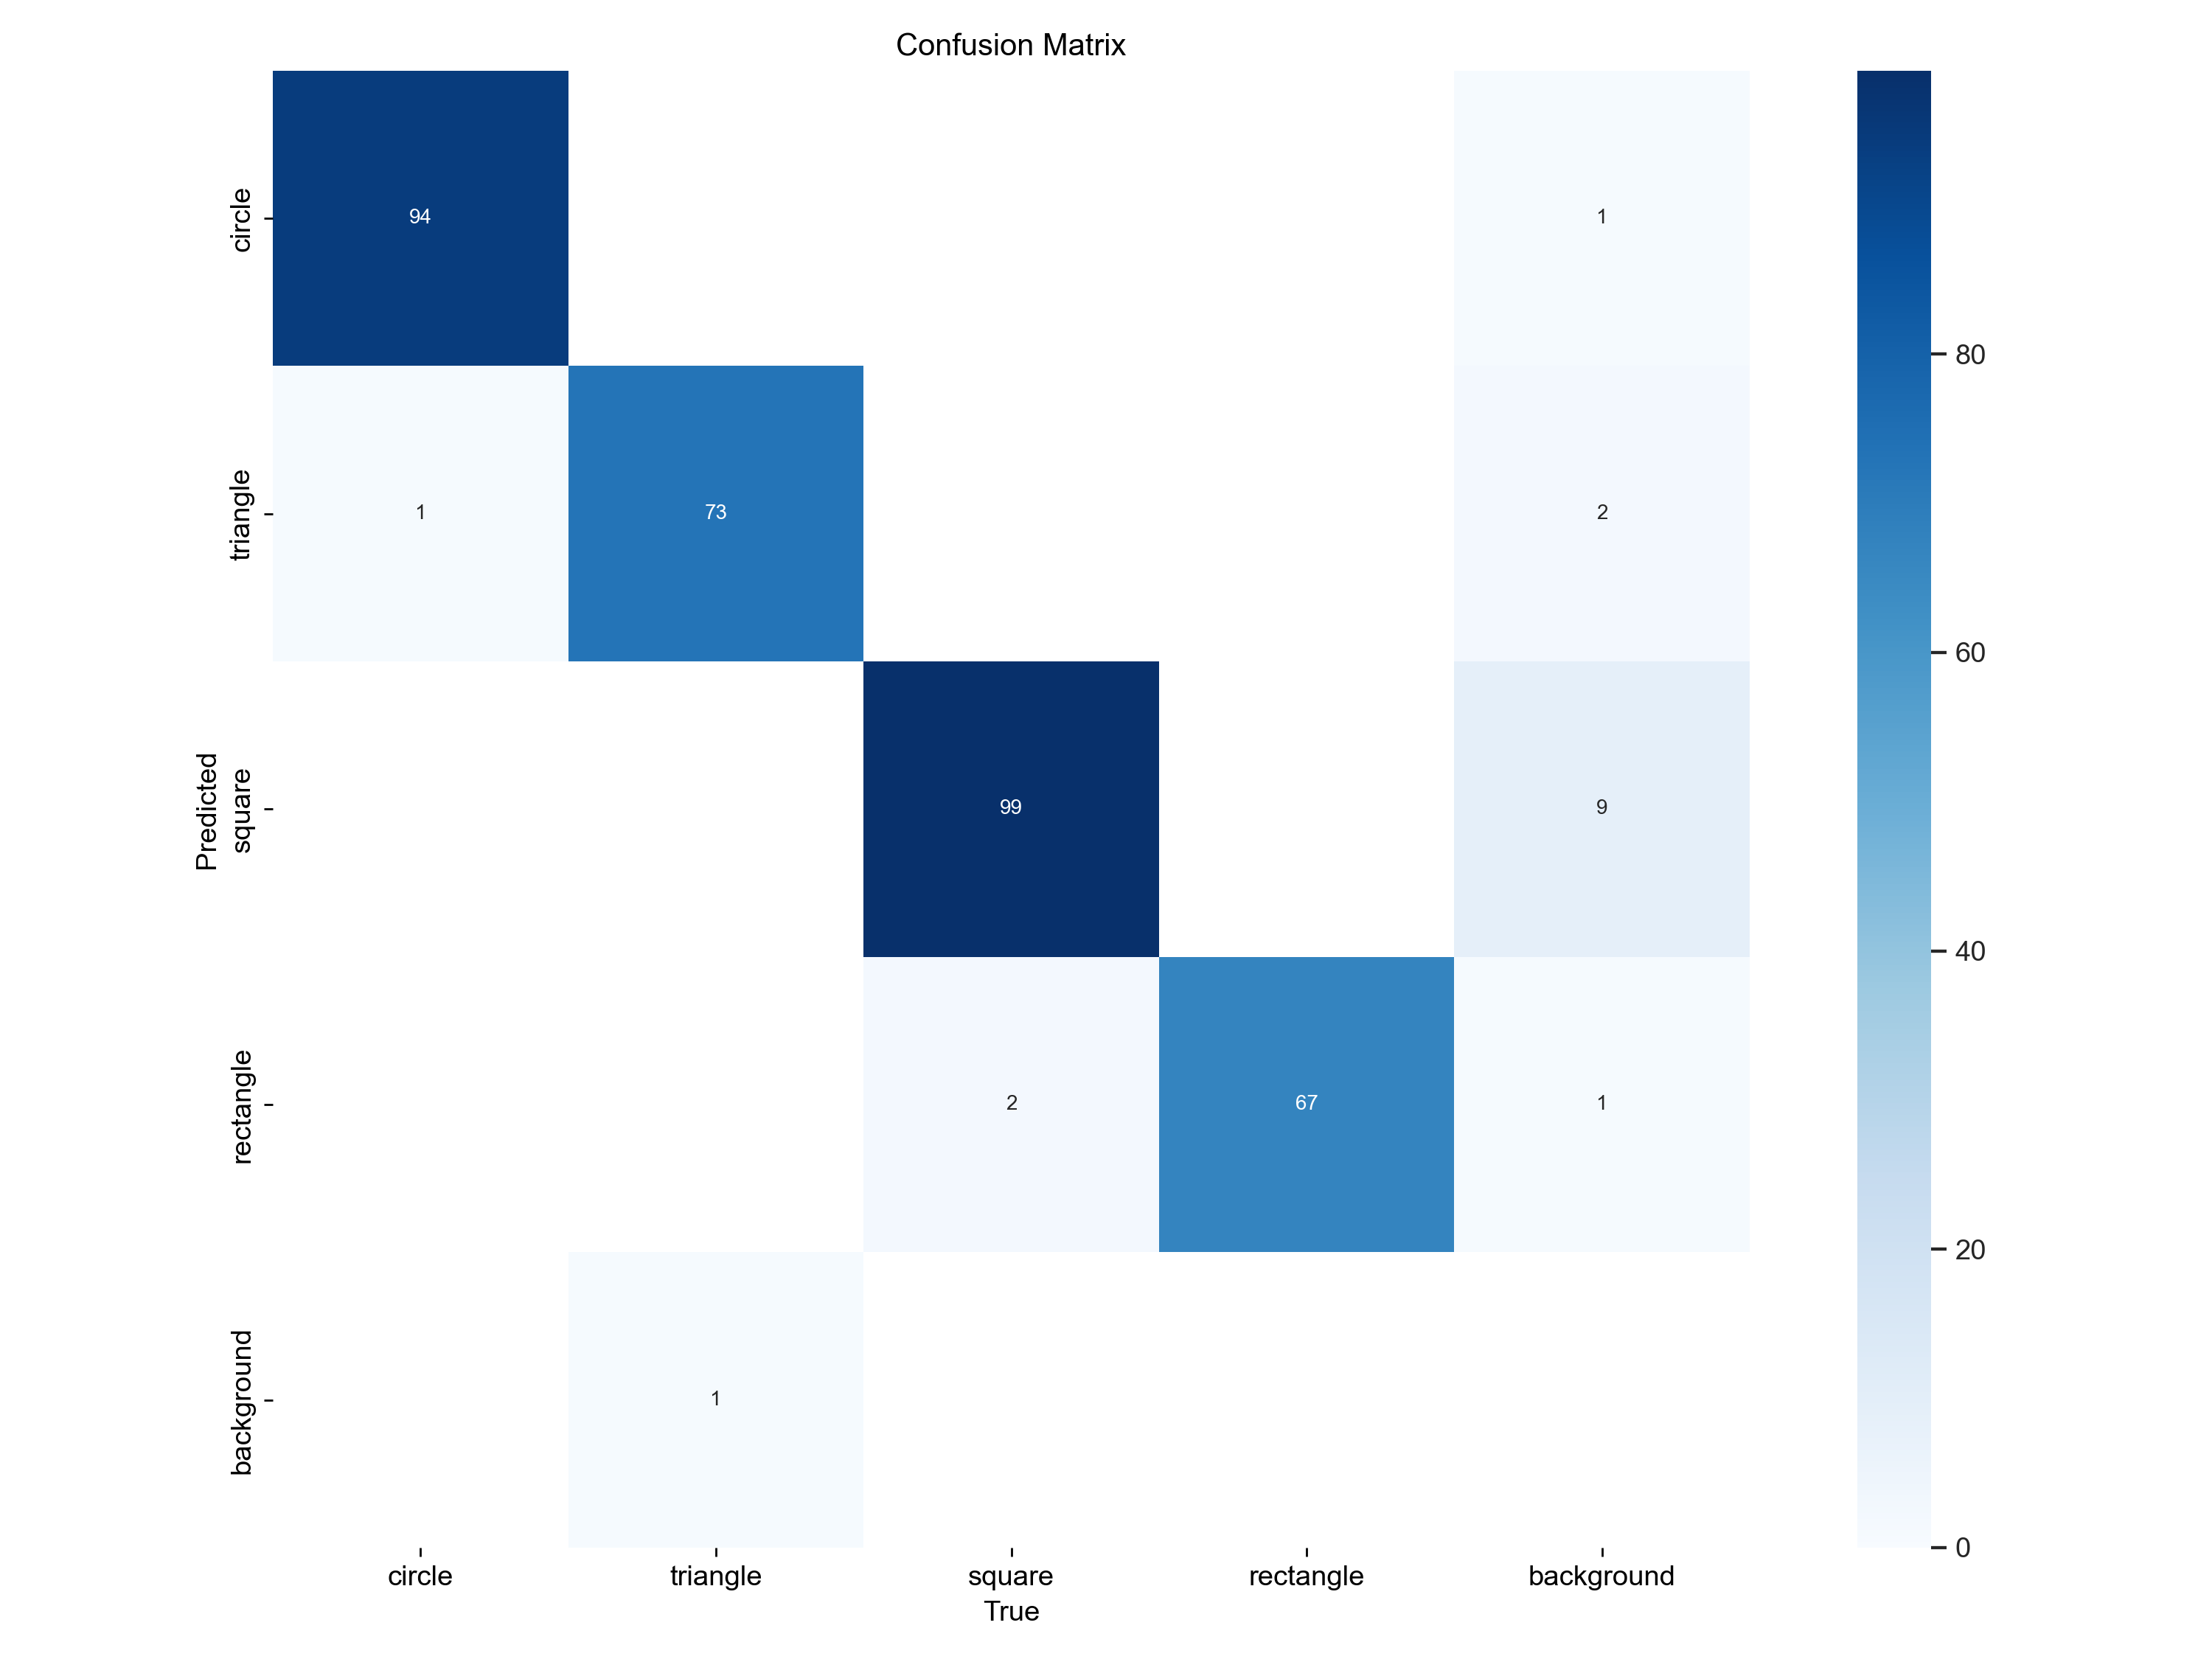 Confusion Matrix
circle
94
1
triangle
1
73
2
Predicted
square
99
9
rectangle
2
67
1
background
1
circle triangle square rectangle background
True
80
60
40
20
0